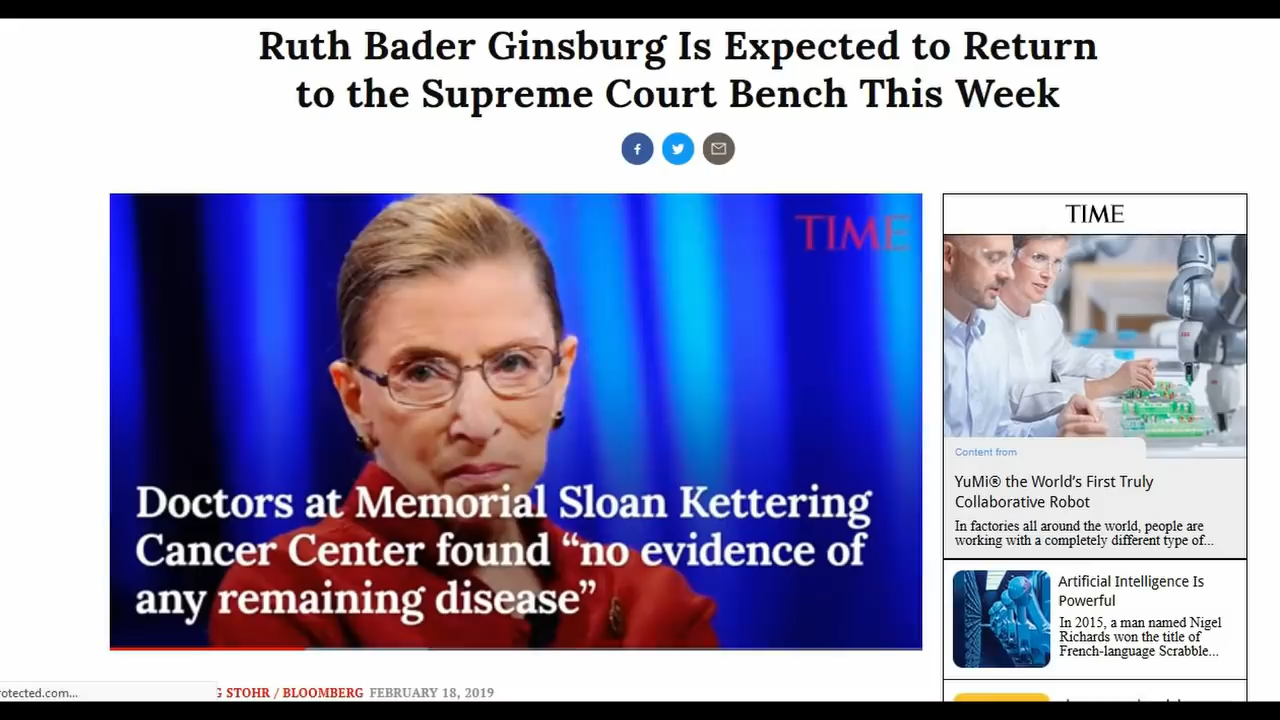 Ruth Bader Ginsburg Is Expected to Return
to the Supreme Court Bench This Week
TIME
Doctors at Memorial Sloan Kettering
Cancer Center found “no evidence of
any remaining disease”
G STOHR / BLOOMBERG FEBRUARY 18, 2019
otected.com...
TIME
Content from
YuMi® the World’s First Truly
Collaborative Robot
In factories all around the world, people are
working with a completely different type of...
Artificial Intelligence Is
Powerful
In 2015, a man named Nigel
Richards won the title of
French-language Scrabble...